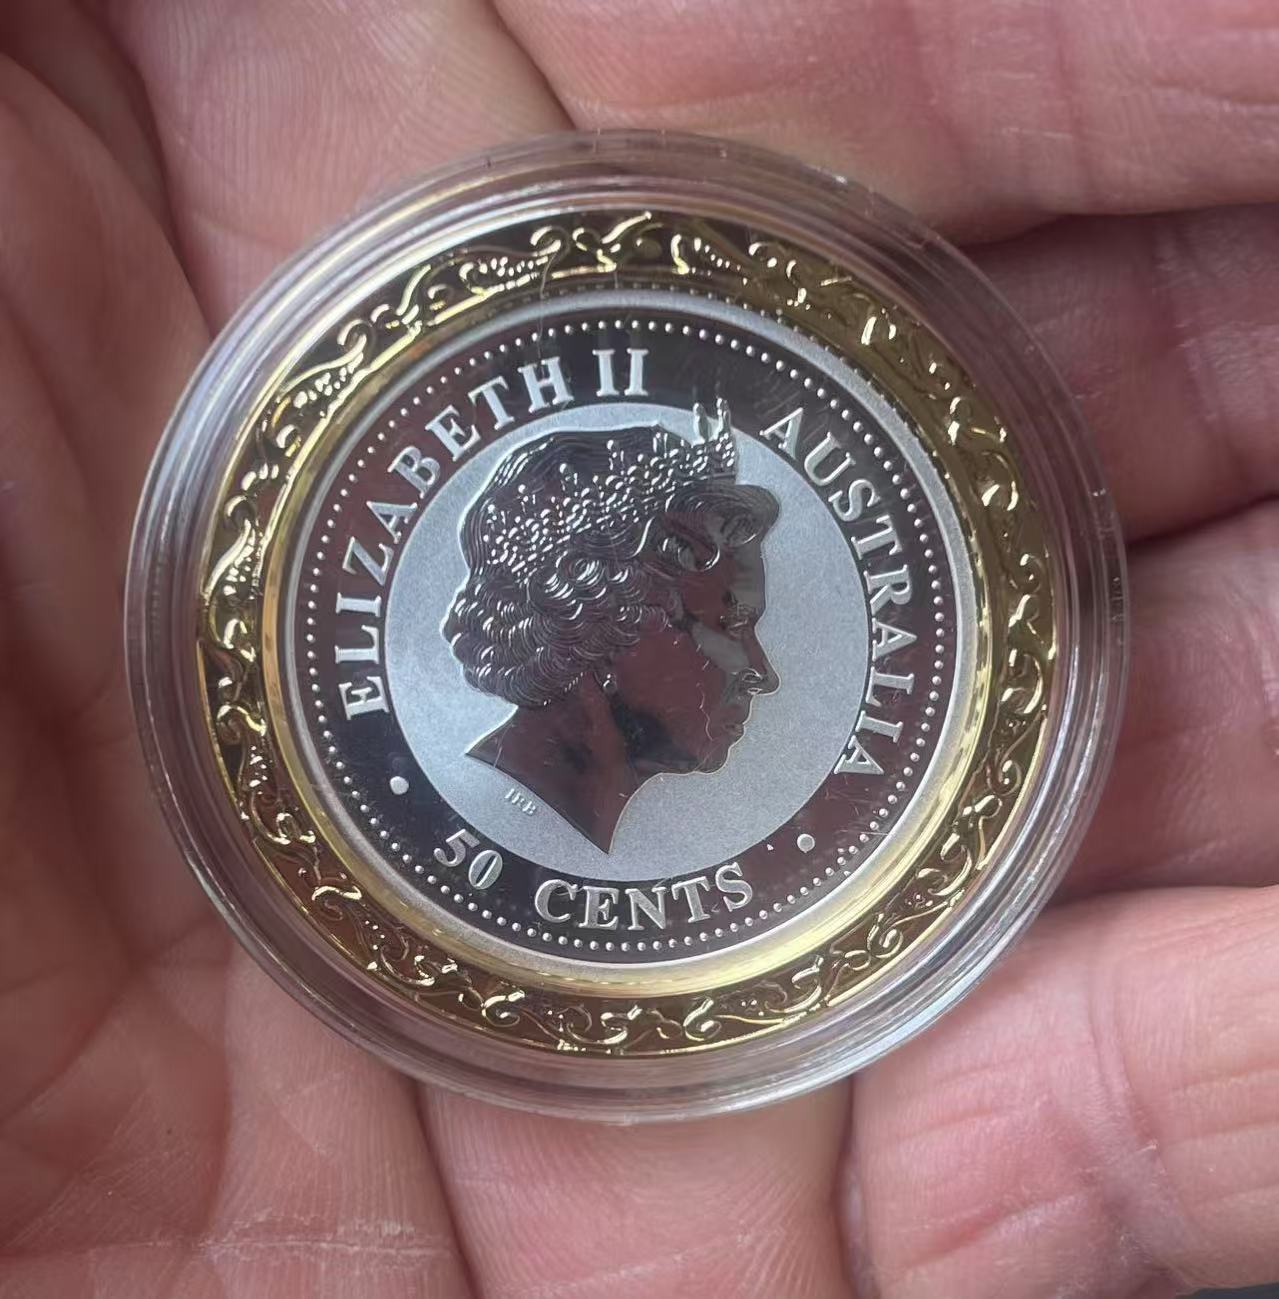 ELIZABETH II
AUSTRALIA
50 CENTS
IRB